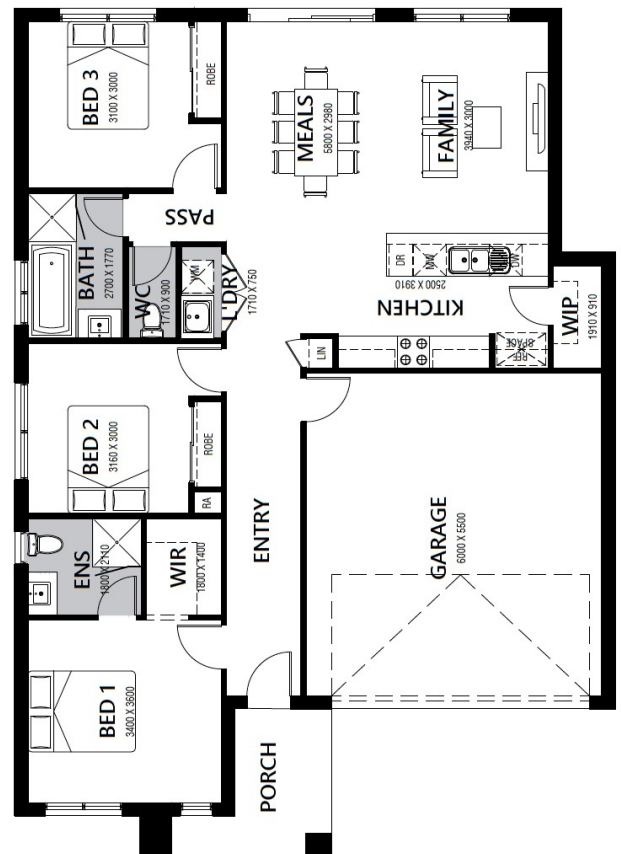 BED 3
3100 X 3000
ROBE
MEALS
5800 X 2980
FAMILY
3940 X 3000
PASS
BATH
2700 X 1770
WC
1710 X 900
WM
L'DRY
1710 X 750
DR
MW
DW
2500 X 3910
KITCHEN
WIP
1910 X 910
LIN
REF
SPACE
BED 2
3160 X 3000
ROBE
RA
ENS
1800 X 2110
WIR
1800 X 1400
ENTRY
GARAGE
6000 X 5500
BED 1
3400 X 3600
PORCH